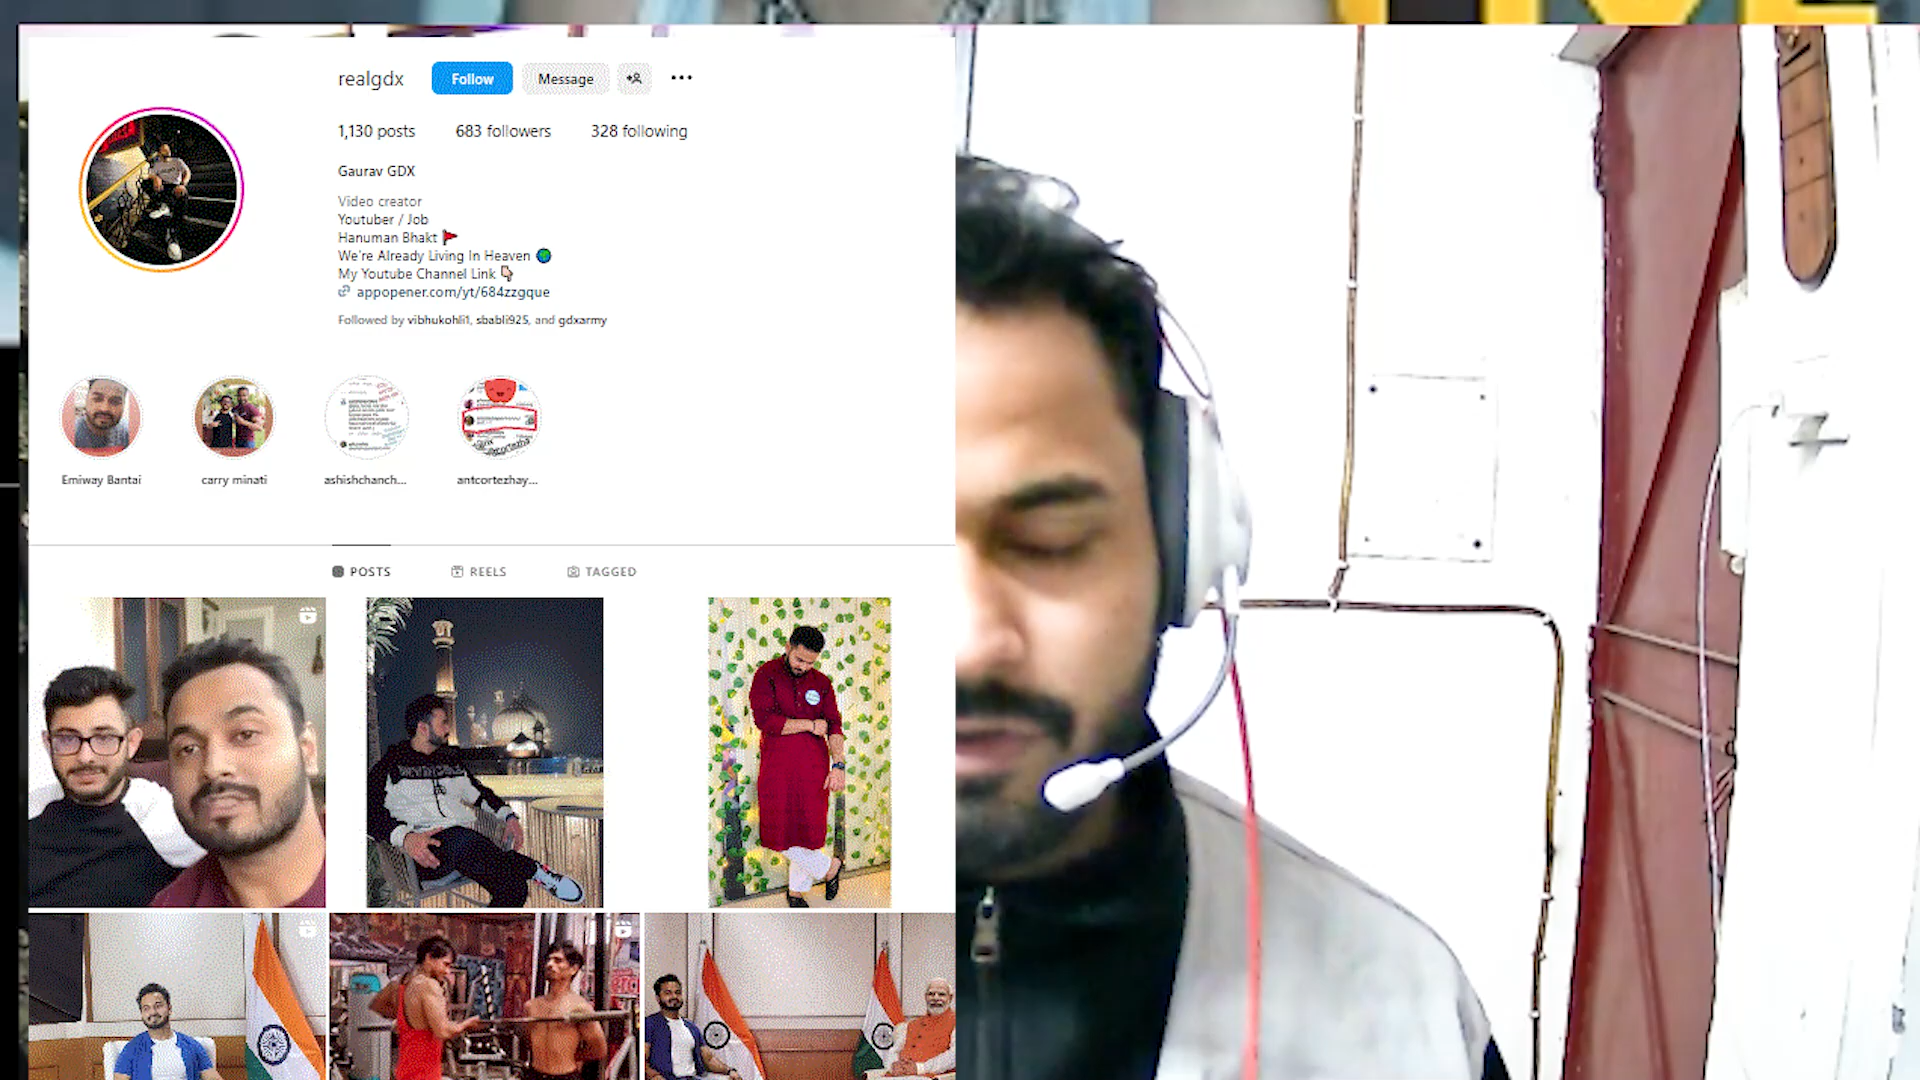 realgdx Follow Message
1,130 posts 683 followers 328 following
Gaurav GDX
Video creator
Youtuber / Job
Hanuman Bhakt
We're Already Living In Heaven
My Youtube Channel Link
appopener.com/yt/684zzgque
Followed by vibhukohli1, sbabli925, and gdxarmy
Emiway Bantai carry minati ashishchanch... antcortezhay...
POSTS REELS TAGGED